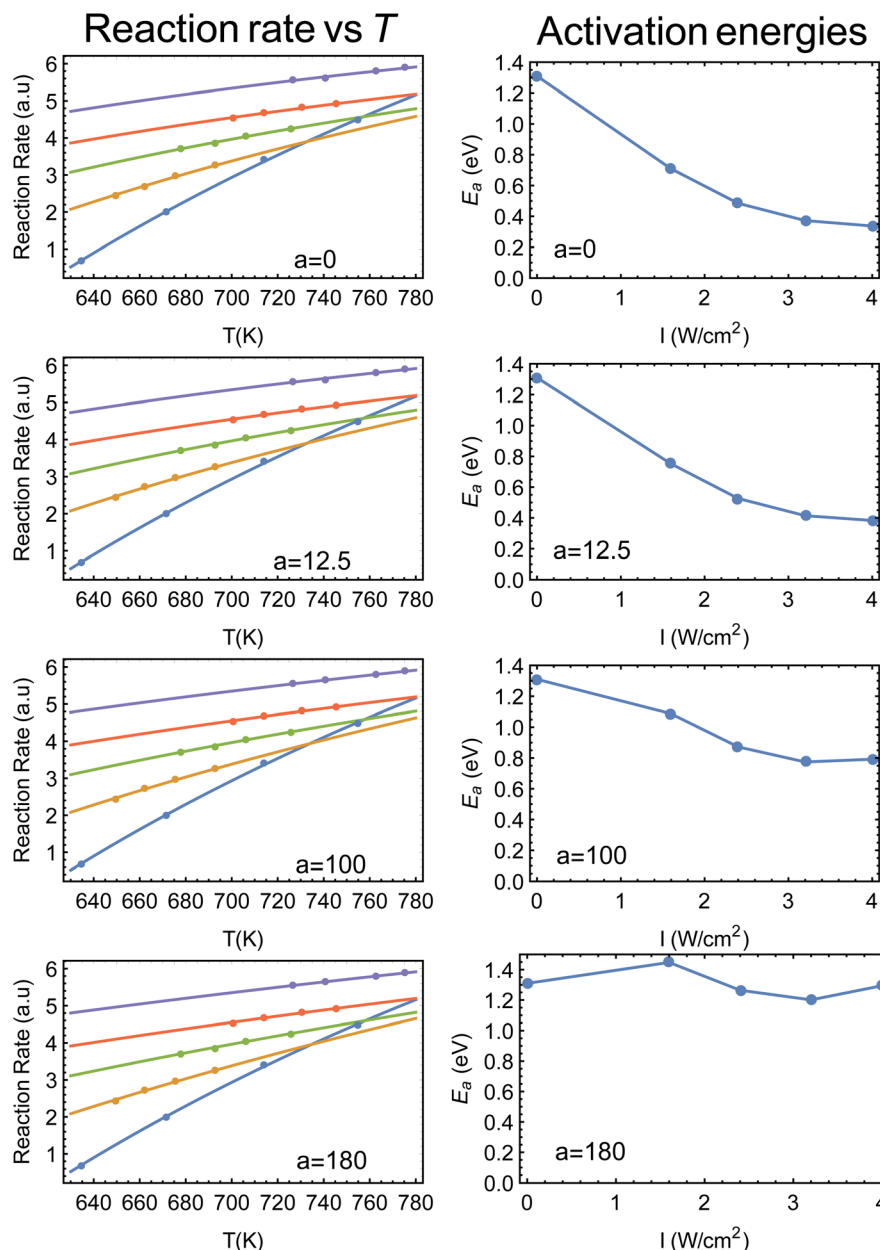 Reaction rate vs T
Activation energies
Reaction Rate (a.u)
6
5
4
3
2
1
a=0
640 660 680 700 720 740 760 780
T(K)
Eₐ (eV)
1.4
1.2
1.0
0.8
0.6
0.4
0.2
0.0
a=0
0 1 2 3 4
I (W/cm²)
Reaction Rate (a.u)
6
5
4
3
2
1
a=12.5
640 660 680 700 720 740 760 780
T(K)
Eₐ (eV)
1.4
1.2
1.0
0.8
0.6
0.4
0.2
0.0
a=12.5
0 1 2 3 4
I (W/cm²)
Reaction Rate (a.u)
6
5
4
3
2
1
a=100
640 660 680 700 720 740 760 780
T(K)
Eₐ (eV)
1.4
1.2
1.0
0.8
0.6
0.4
0.2
0.0
a=100
0 1 2 3 4
I (W/cm²)
Reaction Rate (a.u)
6
5
4
3
2
1
a=180
640 660 680 700 720 740 760 780
T(K)
Eₐ (eV)
1.4
1.2
1.0
0.8
0.6
0.4
0.2
0.0
a=180
0 1 2 3 4
I (W/cm²)